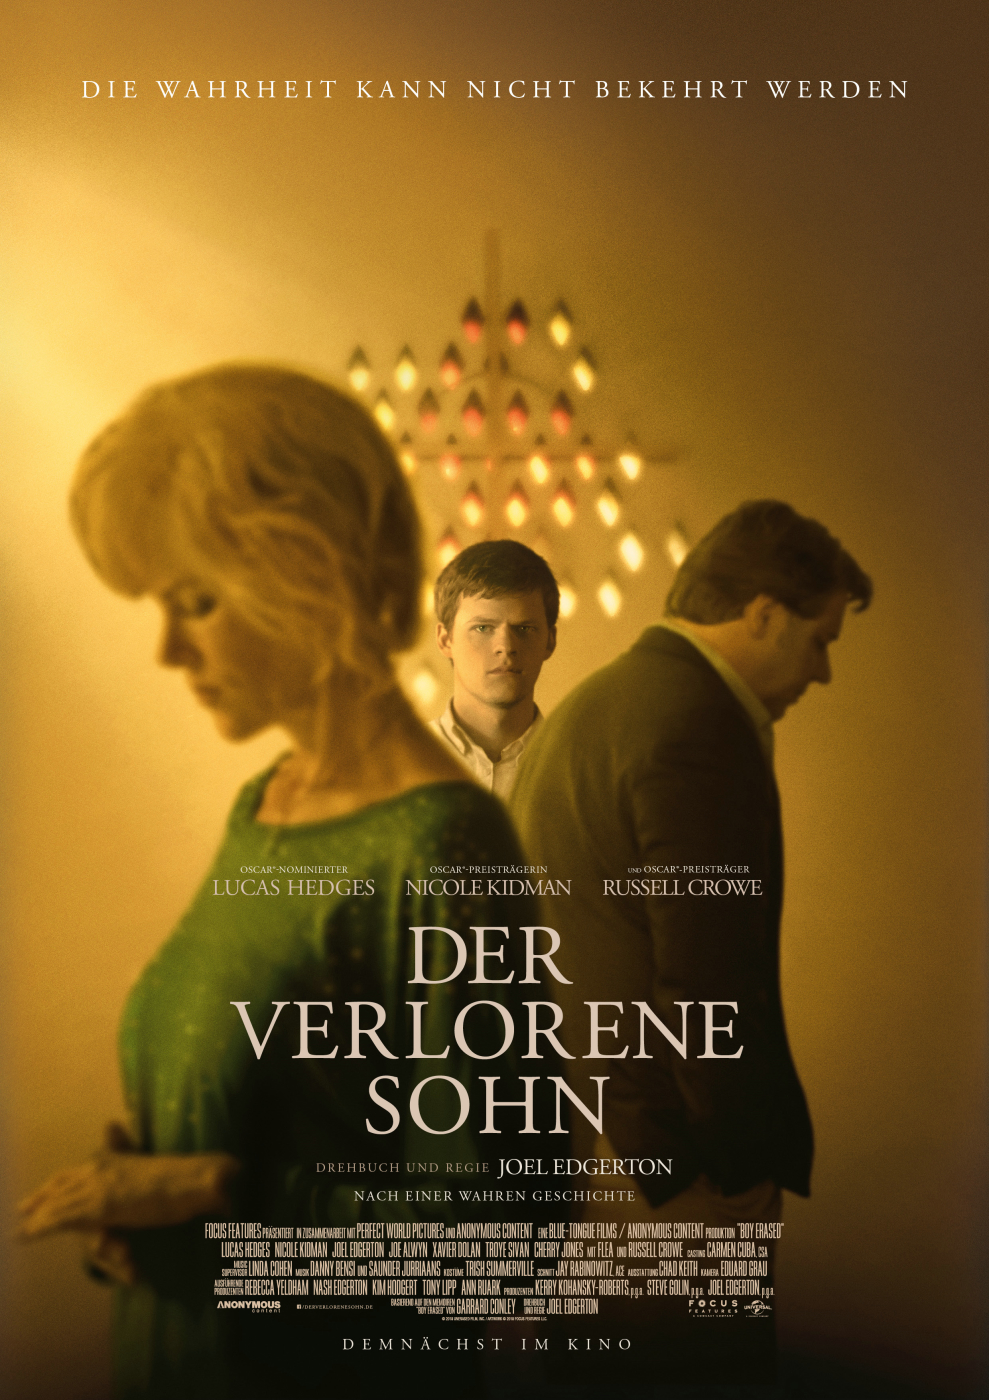 DIE WAHRHEIT KANN NICHT BEKEHRT WERDEN
OSCAR®-NOMINIERTER OSCAR®-PREISTRÄGERIN UND OSCAR®-PREISTRÄGER
LUCAS HEDGES NICOLE KIDMAN RUSSELL CROWE
DER
VERLORENE
SOHN
DREHBUCH UND REGIE JOEL EDGERTON
NACH EINER WAHREN GESCHICHTE
FOCUS FEATURES PRÄSENTIERT IN ZUSAMMENARBEIT MIT PERFECT WORLD PICTURES UND ANONYMOUS CONTENT EINE BLUE-TONGUE FILMS / ANONYMOUS CONTENT PRODUKTION "BOY ERASED"
LUCAS HEDGES NICOLE KIDMAN JOEL EDGERTON JOE ALWYN XAVIER DOLAN TROYE SIVAN CHERRY JONES MIT FLEA UND RUSSELL CROWE CASTING CARMEN CUBA, CSA
MUSIC SUPERVISOR LINDA COHEN MUSIK DANNY BENSI UND SAUNDER JURRIAANS KOSTÜME TRISH SUMMERVILLE SCHNITT JAY RABINOWITZ, ACE AUSSTATTUNG CHAD KEITH KAMERA EDUARD GRAU
AUSFÜHRENDE PRODUZENTEN REBECCA YELDHAM NASH EDGERTON KIM HODGERT TONY LIPP ANN RUARK PRODUZENTEN KERRY KOHANSKY-ROBERTS, p.g.a. STEVE GOLIN, p.g.a. JOEL EDGERTON, p.g.a.
ANONYMOUS content /DERVERLORENESOHN.DE BASIEREND AUF DEN MEMOIREN "BOY ERASED" VON GARRARD CONLEY DREHBUCH UND REGIE JOEL EDGERTON FOCUS FEATURES UNIVERSAL
DEMNÄCHST IM KINO